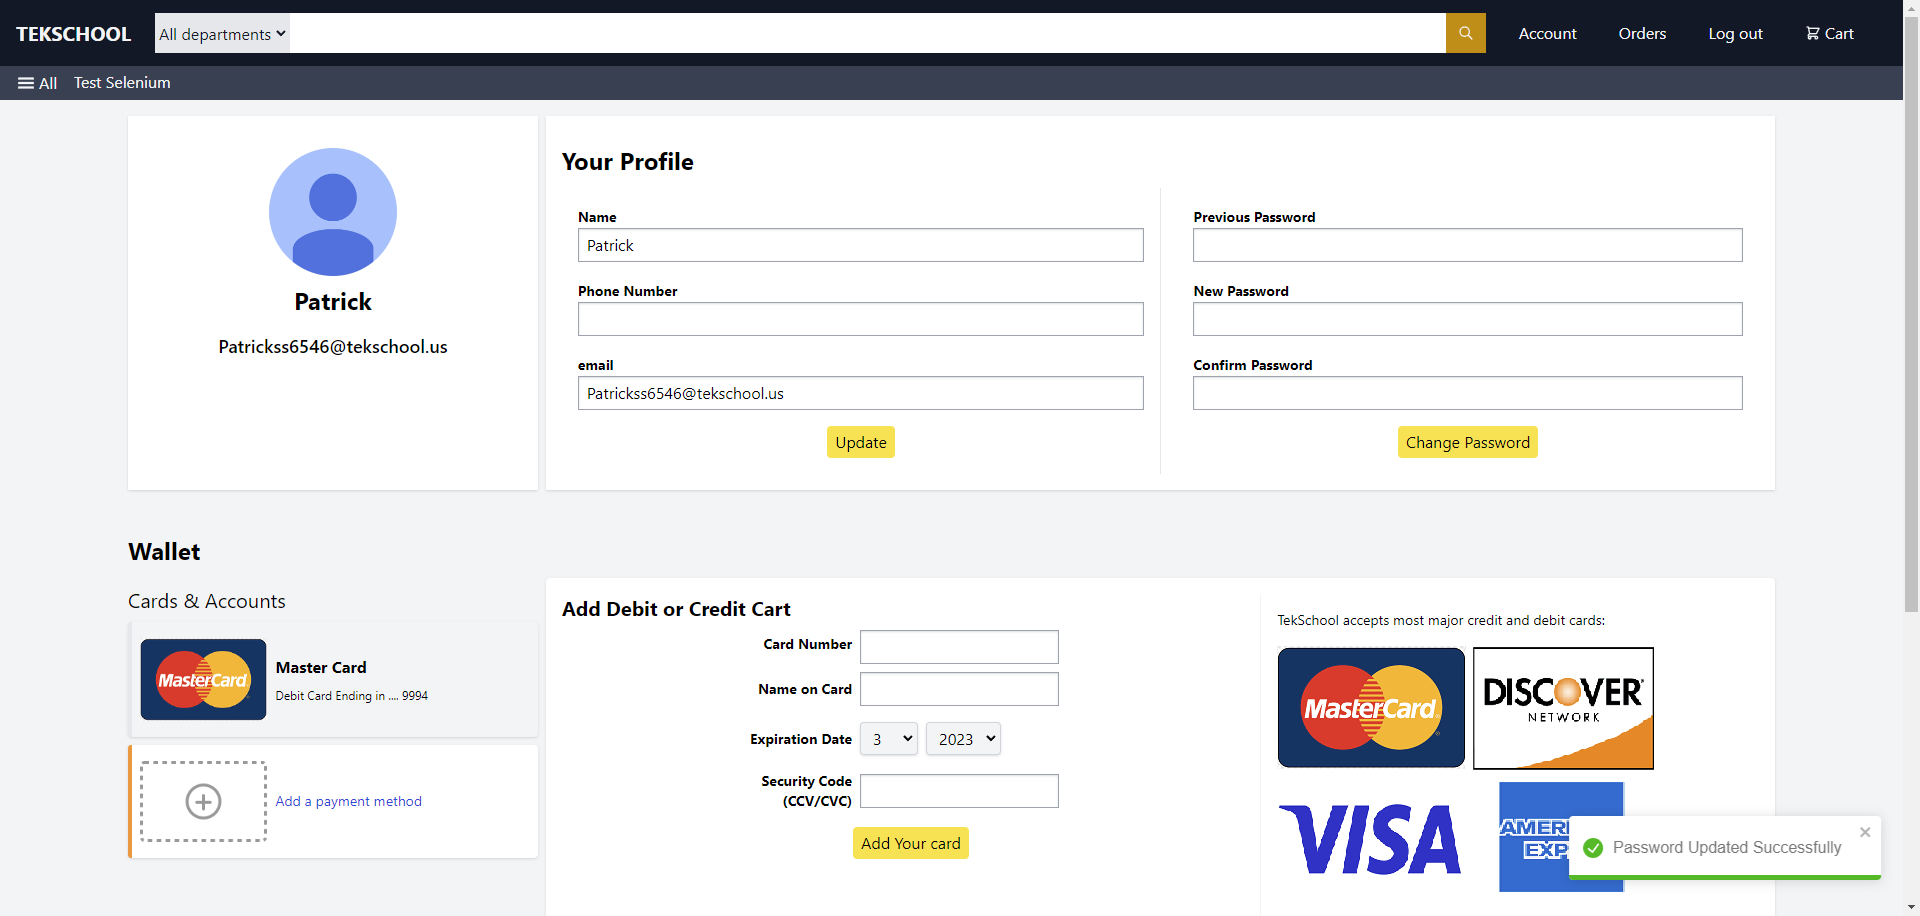 TEKSCHOOL
All departments
Account
Orders
Log out
Cart
All
Test Selenium
Patrick
Patrickss6546@tekschool.us
Your Profile
Name
Patrick
Phone Number
email
Patrickss6546@tekschool.us
Update
Previous Password
New Password
Confirm Password
Change Password
Wallet
Cards & Accounts
MasterCard
Master Card
Debit Card Ending in .... 9994
Add a payment method
Add Debit or Credit Cart
Card Number
Name on Card
Expiration Date
3
2023
Security Code
(CCV/CVC)
Add Your card
TekSchool accepts most major credit and debit cards:
MasterCard
DISCOVER
NETWORK
VISA
Password Updated Successfully